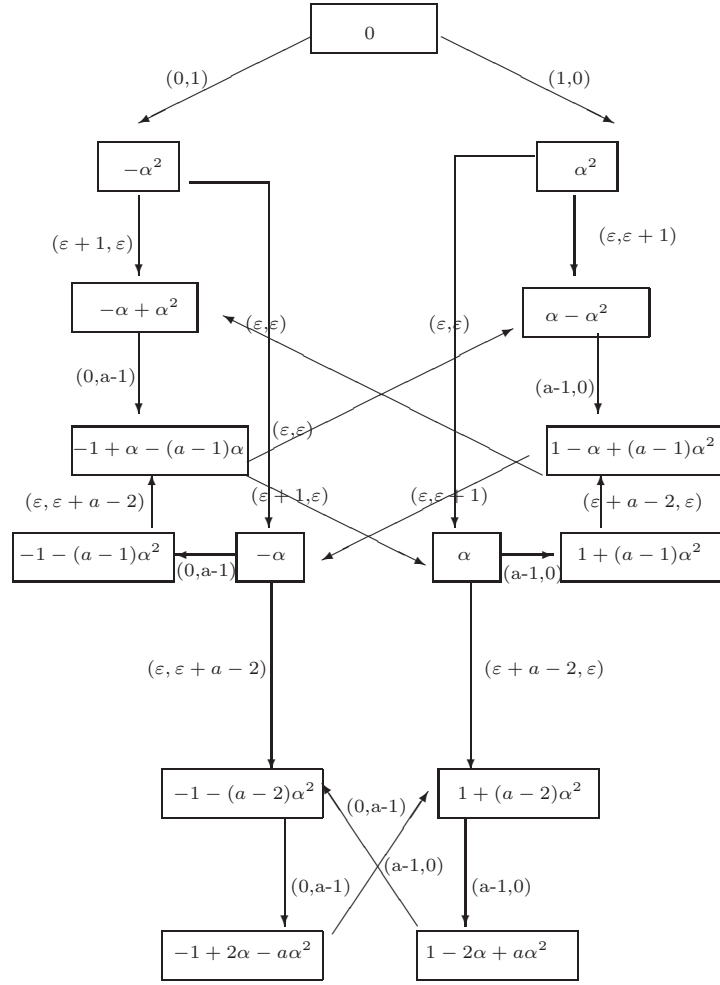 0
(0,1) (1,0)
−α² α²
(ε + 1, ε) (ε,ε + 1)
−α + α² (ε,ε) (ε,ε) α − α²
(0,a-1) (a-1,0)
−1 + α − (a − 1)α (ε,ε) 1 − α + (a − 1)α²
(ε, ε + a − 2) (ε + 1,ε) (ε,ε + 1) (ε + a − 2, ε)
−1 − (a − 1)α² (0,a-1) −α α (a-1,0) 1 + (a − 1)α²
(ε, ε + a − 2) (ε + a − 2, ε)
−1 − (a − 2)α² (0,a-1) 1 + (a − 2)α²
(0,a-1) (a-1,0) (a-1,0)
−1 + 2α − aα² 1 − 2α + aα²